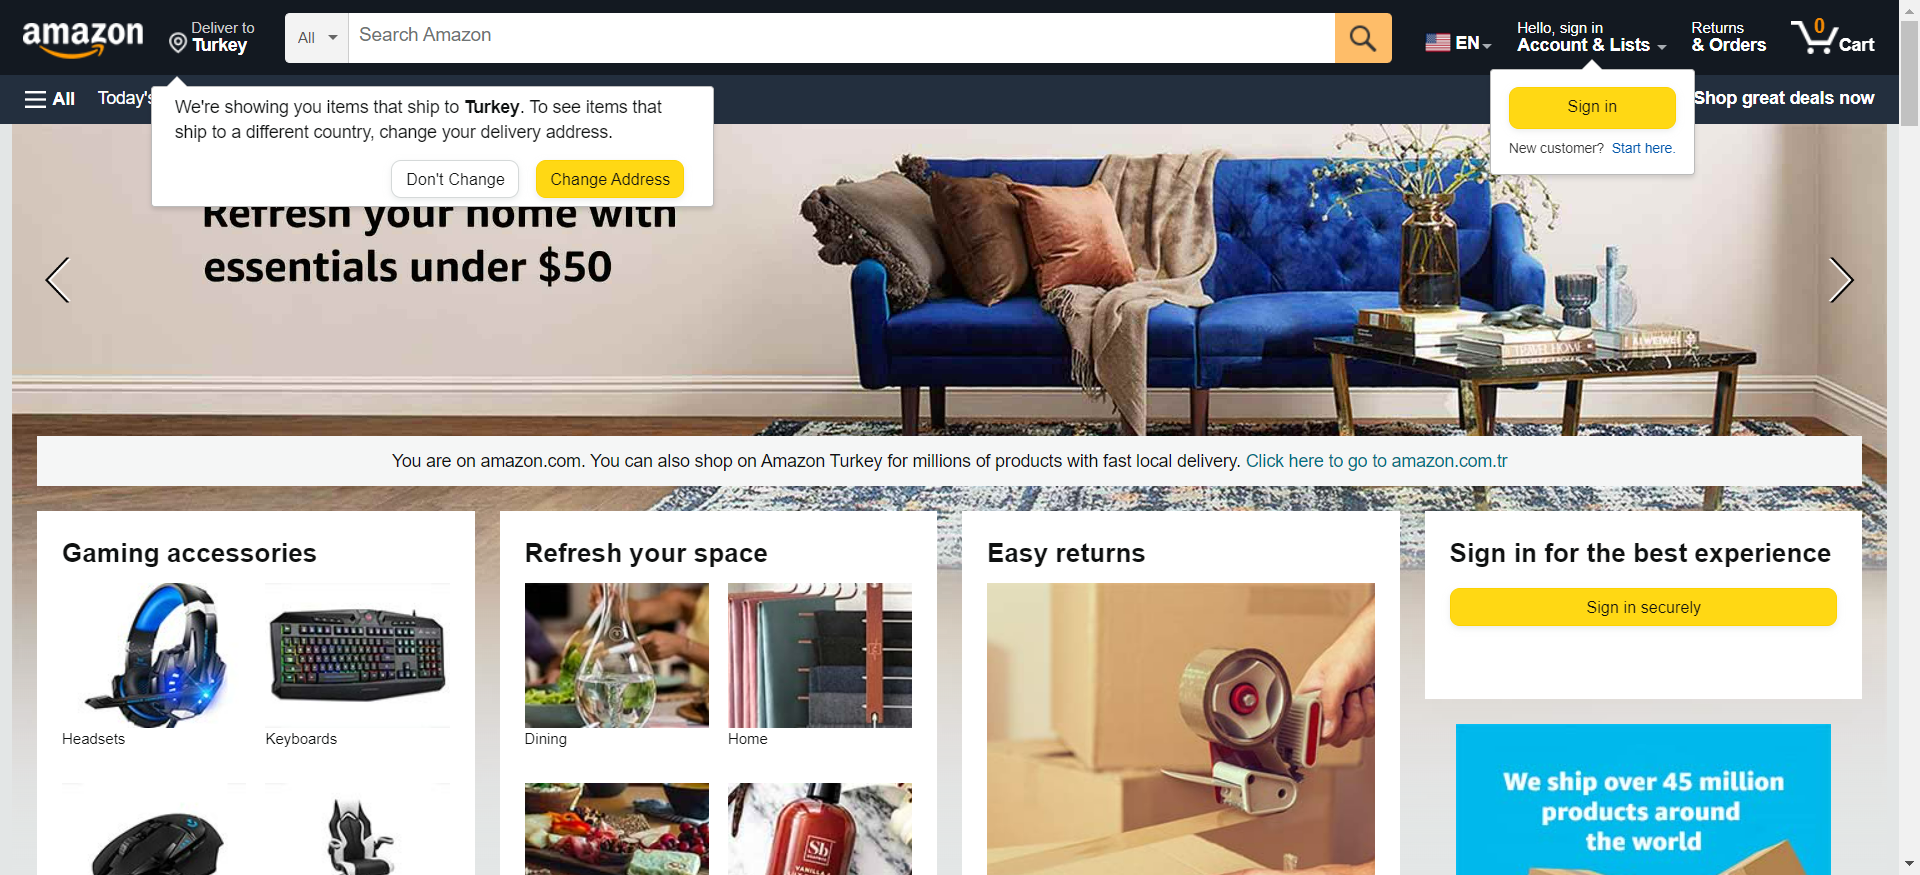 amazon
Deliver to
Turkey
All
Search Amazon
EN
Hello, sign in
Account & Lists
Returns
& Orders
0
Cart
All
Today's
Shop great deals now
We're showing you items that ship to Turkey. To see items that
ship to a different country, change your delivery address.
Don't Change
Change Address
Sign in
New customer? Start here.
Refresh your home with
essentials under $50
TRAVEL HOME
AI WEIWEI
You are on amazon.com. You can also shop on Amazon Turkey for millions of products with fast local delivery. Click here to go to amazon.com.tr
Gaming accessories
Headsets
Keyboards
Refresh your space
Dining
Home
Sb
Easy returns
Sign in for the best experience
Sign in securely
We ship over 45 million
products around
the world